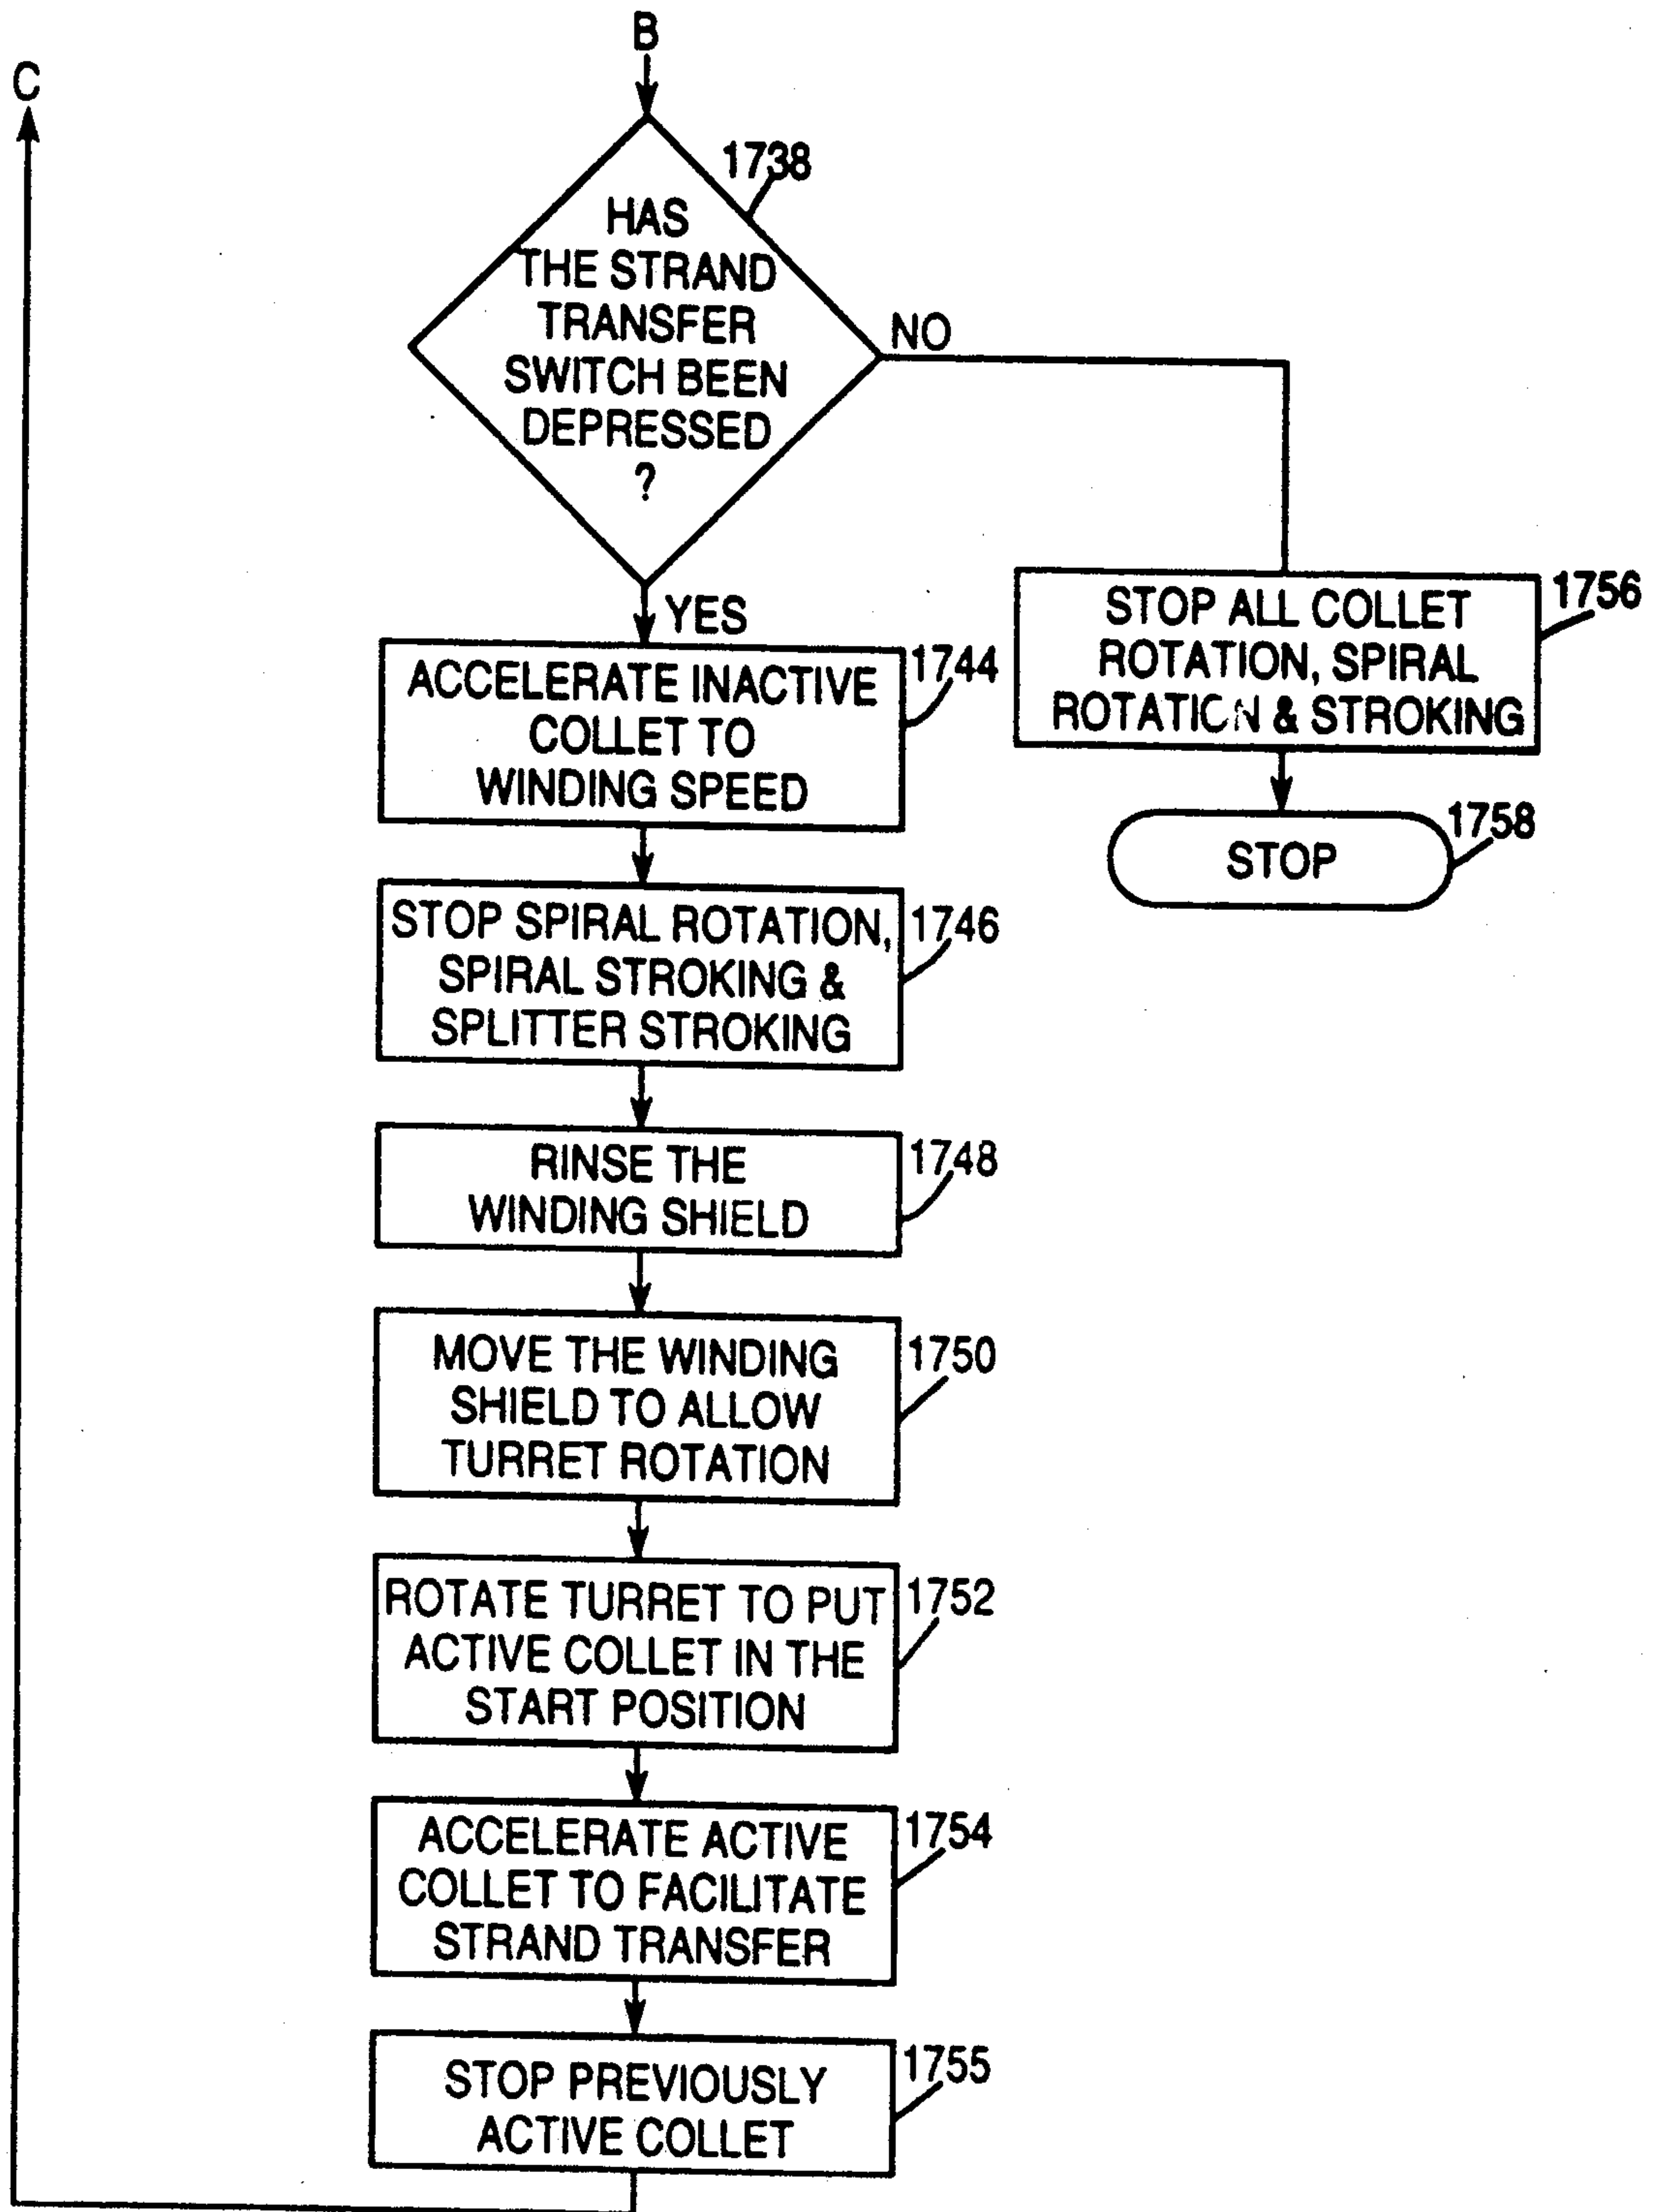 B
C
1738
HAS
THE STRAND
TRANSFER
SWITCH BEEN
DEPRESSED
?
NO
YES
1756
STOP ALL COLLET
ROTATION, SPIRAL
ROTATION & STROKING
1758
STOP
1744
ACCELERATE INACTIVE
COLLET TO
WINDING SPEED
1746
STOP SPIRAL ROTATION,
SPIRAL STROKING &
SPLITTER STROKING
1748
RINSE THE
WINDING SHIELD
1750
MOVE THE WINDING
SHIELD TO ALLOW
TURRET ROTATION
1752
ROTATE TURRET TO PUT
ACTIVE COLLET IN THE
START POSITION
1754
ACCELERATE ACTIVE
COLLET TO FACILITATE
STRAND TRANSFER
1755
STOP PREVIOUSLY
ACTIVE COLLET